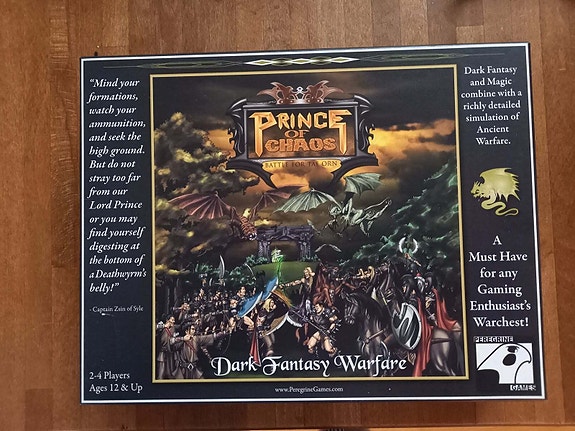 “Mind your
formations,
watch your
ammunition,
and seek the
high ground.
But do not
stray too far
from our
Lord Prince
or you may
find yourself
digesting at
the bottom of
a Deathwyrm’s
belly!”
- Captain Zsin of Syle
2-4 Players
Ages 12 & Up
PRINCE
OF
CHAOS
BATTLE FOR TAE ORN
Dark Fantasy Warfare
www.PeregrineGames.com
Dark Fantasy
and Magic
combine with a
richly detailed
simulation of
Ancient
Warfare.
A
Must Have
for any
Gaming
Enthusiast’s
Warchest!
PEREGRINE
GAMES